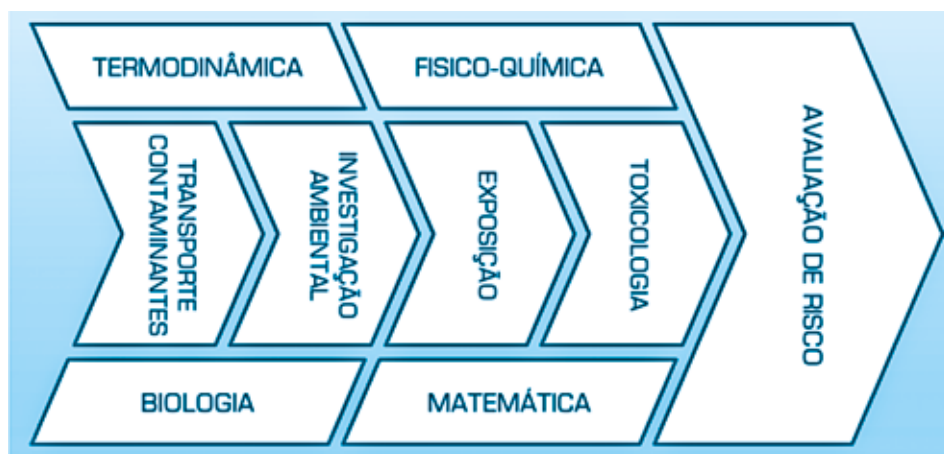 TERMODINÂMICA
FISICO-QUÍMICA
TRANSPORTE
CONTAMINANTES
INVESTIGAÇÃO
AMBIENTAL
EXPOSIÇÃO
TOXICOLOGIA
AVALIAÇÃO DE RISCO
BIOLOGIA
MATEMÁTICA